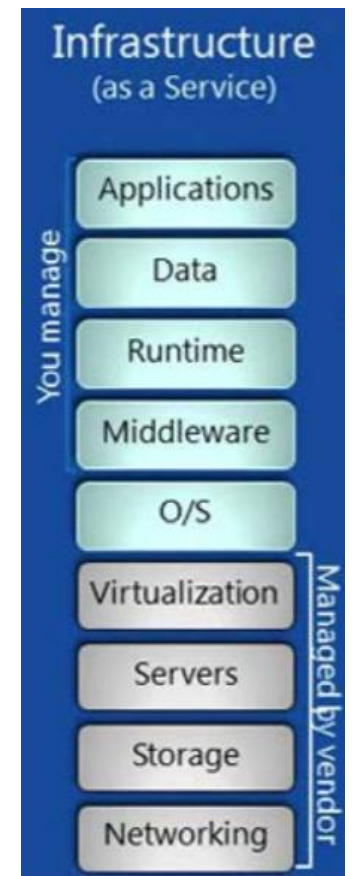 Infrastructure
(as a Service)
You manage
Applications
Data
Runtime
Middleware
O/S
Virtualization
Servers
Storage
Networking
Managed by vendor